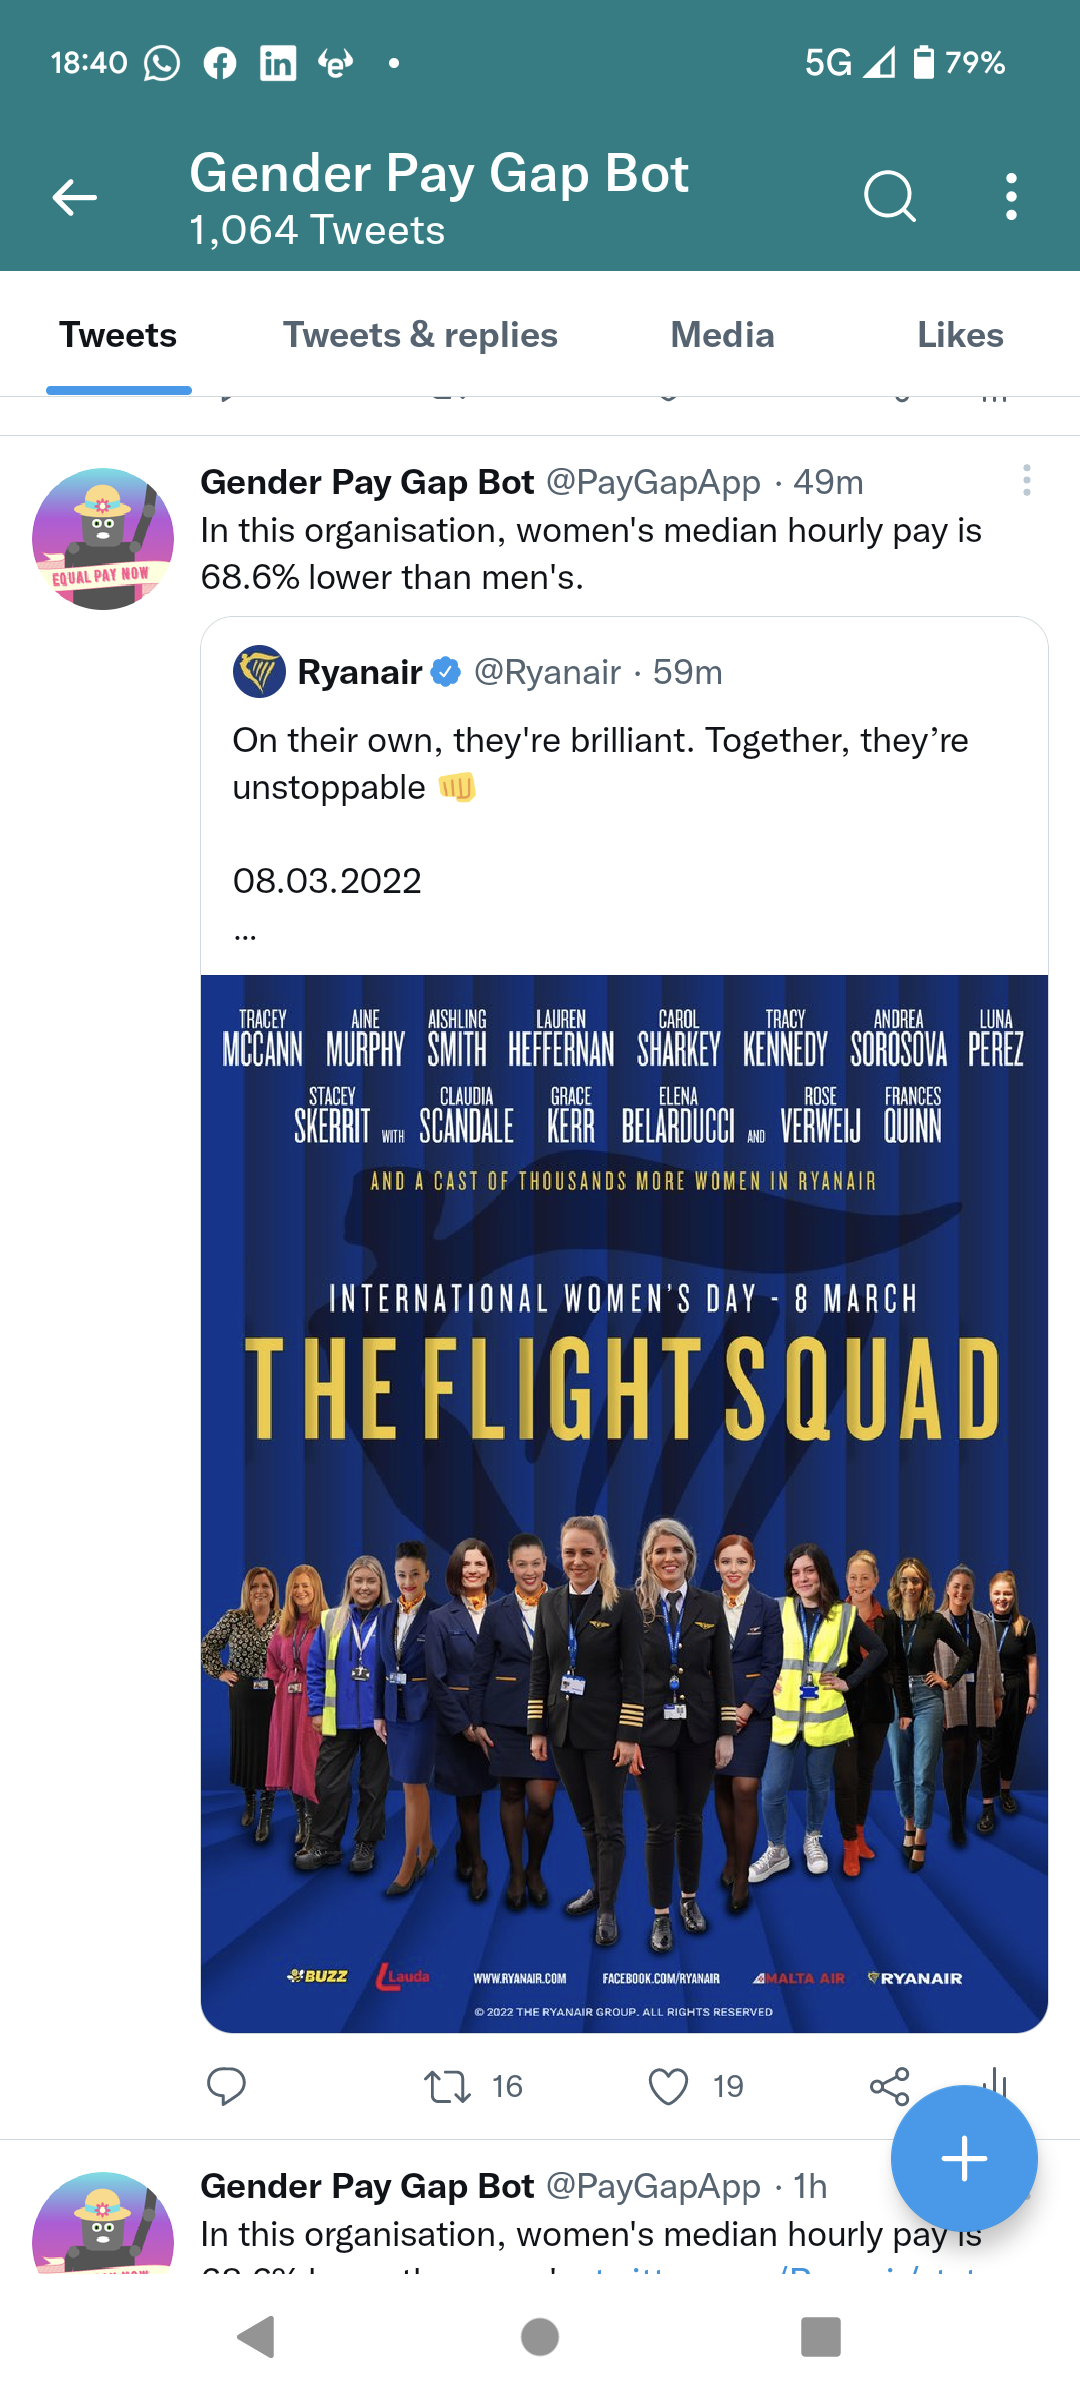 18:40
5G 79%
Gender Pay Gap Bot
1,064 Tweets
Tweets Tweets & replies Media Likes
Gender Pay Gap Bot @PayGapApp · 49m
In this organisation, women's median hourly pay is
68.6% lower than men's.
EQUAL PAY NOW
Ryanair @Ryanair · 59m
On their own, they're brilliant. Together, they’re
unstoppable 👊
08.03.2022
...
TRACEY AINE AISHLING LAUREN CAROL TRACY ANDREA LUNA
MCCANN MURPHY SMITH HEFFERNAN SHARKEY KENNEDY SOROSOVA PEREZ
STACEY CLAUDIA GRACE ELENA ROSE FRANCES
SKERRIT WITH SCANDALE KERR BELARDUCCI AND VERWEIJ QUINN
AND A CAST OF THOUSANDS MORE WOMEN IN RYANAIR
INTERNATIONAL WOMEN'S DAY - 8 MARCH
THE FLIGHT SQUAD
BUZZ Lauda WWW.RYANAIR.COM FACEBOOK.COM/RYANAIR MALTA AIR RYANAIR
© 2022 THE RYANAIR GROUP. ALL RIGHTS RESERVED
16 19
Gender Pay Gap Bot @PayGapApp · 1h
In this organisation, women's median hourly pay is